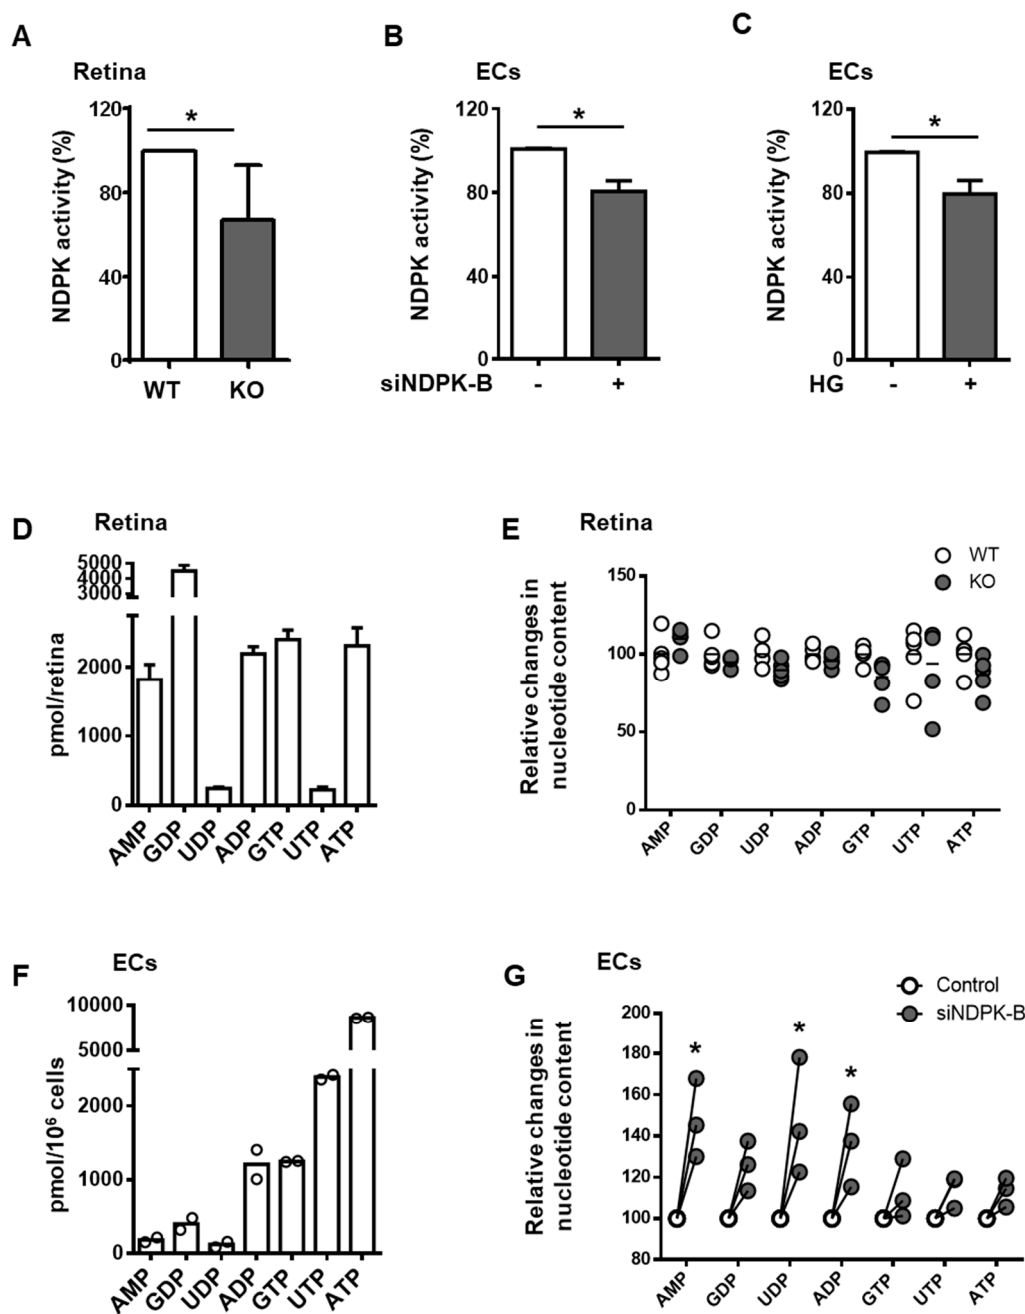 A
Retina
NDPK activity (%)
120
80
40
0
*
WT
KO
B
ECs
NDPK activity (%)
120
80
40
0
*
siNDPK-B
-
+
C
ECs
NDPK activity (%)
120
80
40
0
*
HG
-
+
D
Retina
pmol/retina
5000
4000
3000
2000
1000
0
AMP
GDP
UDP
ADP
GTP
UTP
ATP
E
Retina
WT
KO
Relative changes in
nucleotide content
150
100
50
0
AMP
GDP
UDP
ADP
GTP
UTP
ATP
F
ECs
pmol/10⁶ cells
10000
5000
2000
1000
0
AMP
GDP
UDP
ADP
GTP
UTP
ATP
G
ECs
Control
siNDPK-B
Relative changes in
nucleotide content
200
180
160
140
120
100
80
*
*
*
AMP
GDP
UDP
ADP
GTP
UTP
ATP